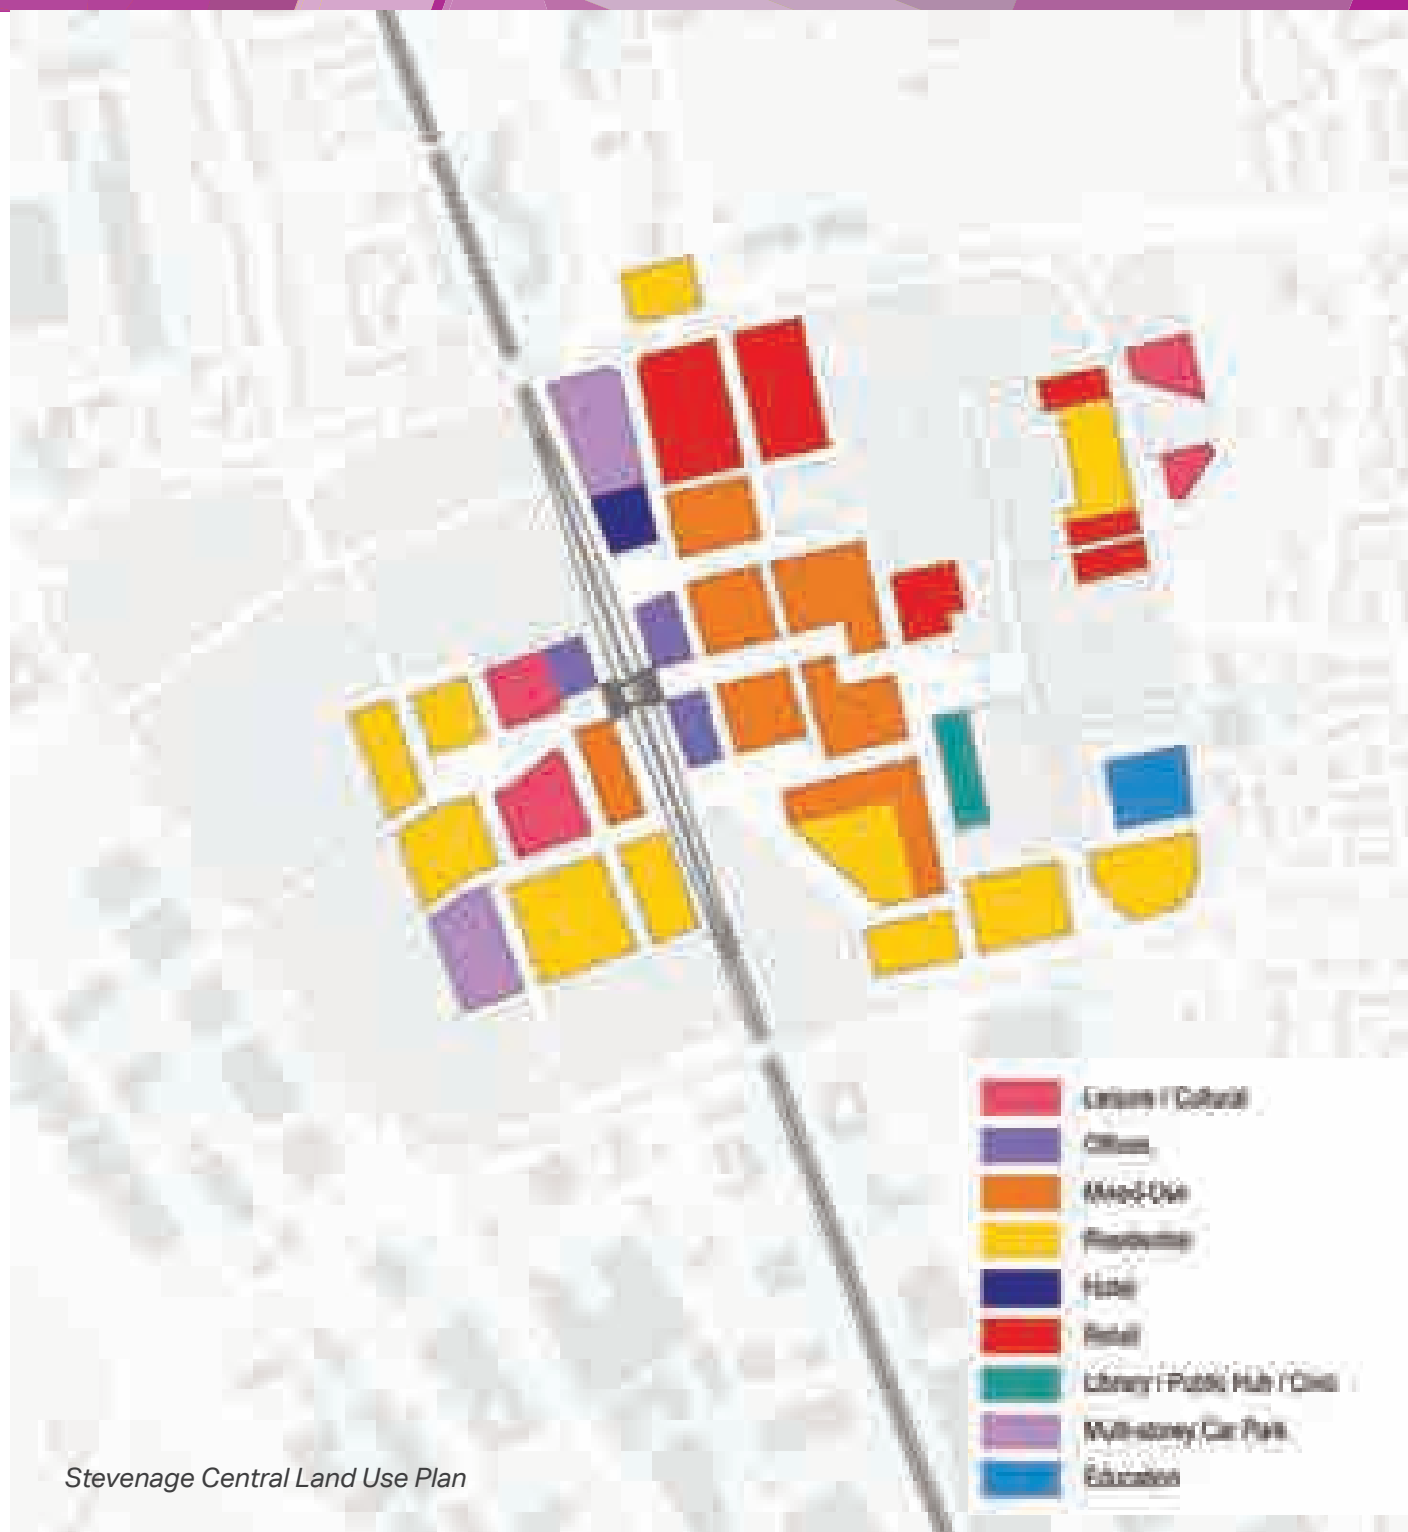 Leisure / Cultural
Offices
Mixed-Use
Residential
Hotel
Retail
Library / Public Hub / Civic
Multi-storey Car Park
Education
Stevenage Central Land Use Plan